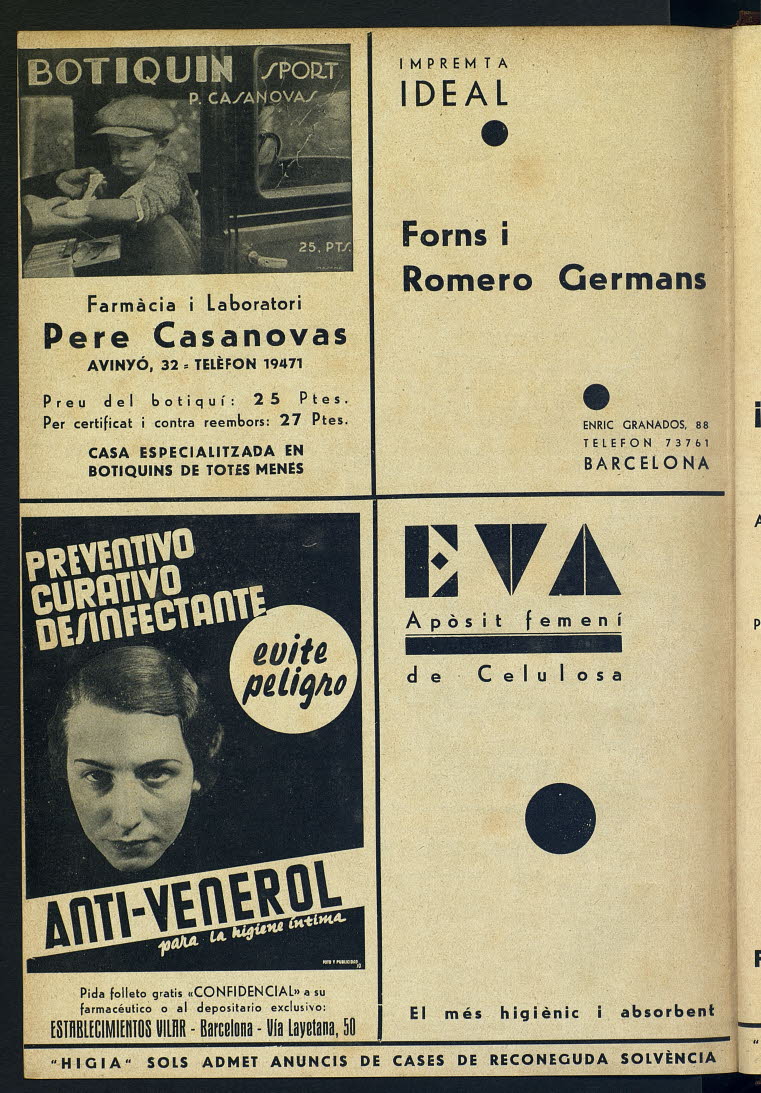 BOTIQUIN SPORT
P. CASANOVAS
25. PTS.
Farmàcia i Laboratori
Pere Casanovas
AVINYÓ, 32 - TELÈFON 19471
Preu del botiquí: 25 Ptes.
Per certificat i contra reembors: 27 Ptes.
CASA ESPECIALITZADA EN
BOTIQUINS DE TOTES MENES
IMPREMTA
IDEAL
Forns i
Romero Germans
ENRIC GRANADOS, 88
TELEFON 73761
BARCELONA
PREVENTIVO
CURATIVO
DESINFECTANTE
evite
peligro
ANTI-VENEROL
para la higiene íntima
Pida folleto gratis «CONFIDENCIAL» a su
farmacéutico o al depositario exclusivo:
ESTABLECIMIENTOS VILAR - Barcelona - Vía Layetana, 50
EVA
Apòsit femení
de Celulosa
El més higiènic i absorbent
"HIGIA" SOLS ADMET ANUNCIS DE CASES DE RECONEGUDA SOLVÈNCIA